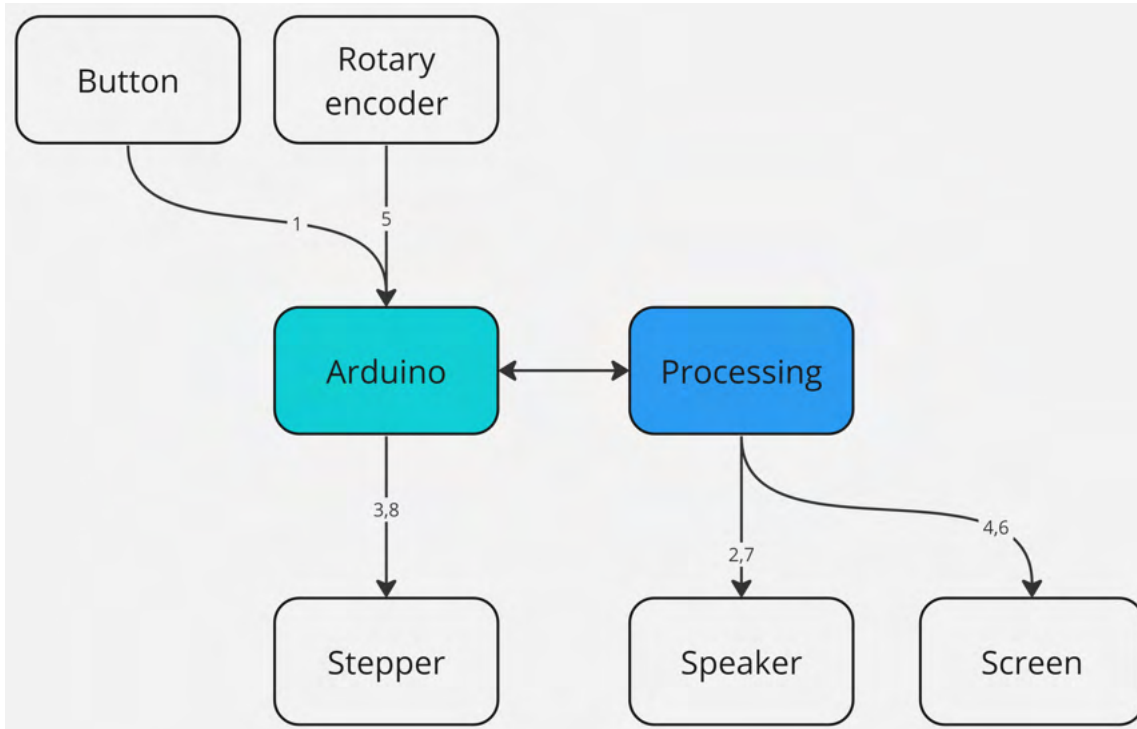 Button
Rotary
encoder
1
5
Arduino
Processing
3,8
2,7
4,6
Stepper
Speaker
Screen